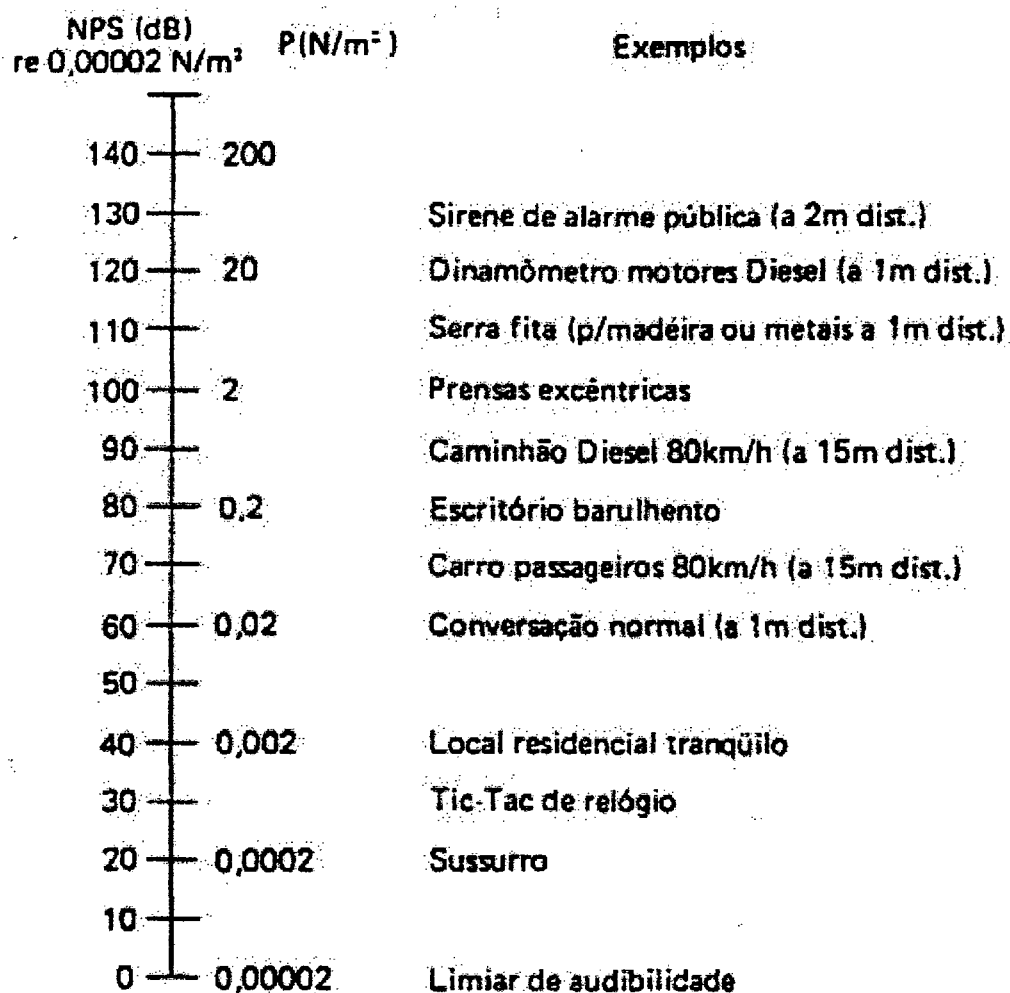 NPS (dB) P(N/m²) Exemplos
re 0,00002 N/m²
140 200
130 Sirene de alarme pública (a 2m dist.)
120 20 Dinamômetro motores Diesel (a 1m dist.)
110 Serra fita (p/madéira ou metais a 1m dist.)
100 2 Prensas excêntricas
90 Caminhão Diesel 80km/h (a 15m dist.)
80 0,2 Escritório barulhento
70 Carro passageiros 80km/h (a 15m dist.)
60 0,02 Conversação normal (a 1m dist.)
50
40 0,002 Local residencial tranqüilo
30 Tic-Tac de relógio
20 0,0002 Sussurro
10
0 0,00002 Limiar de audibilidade